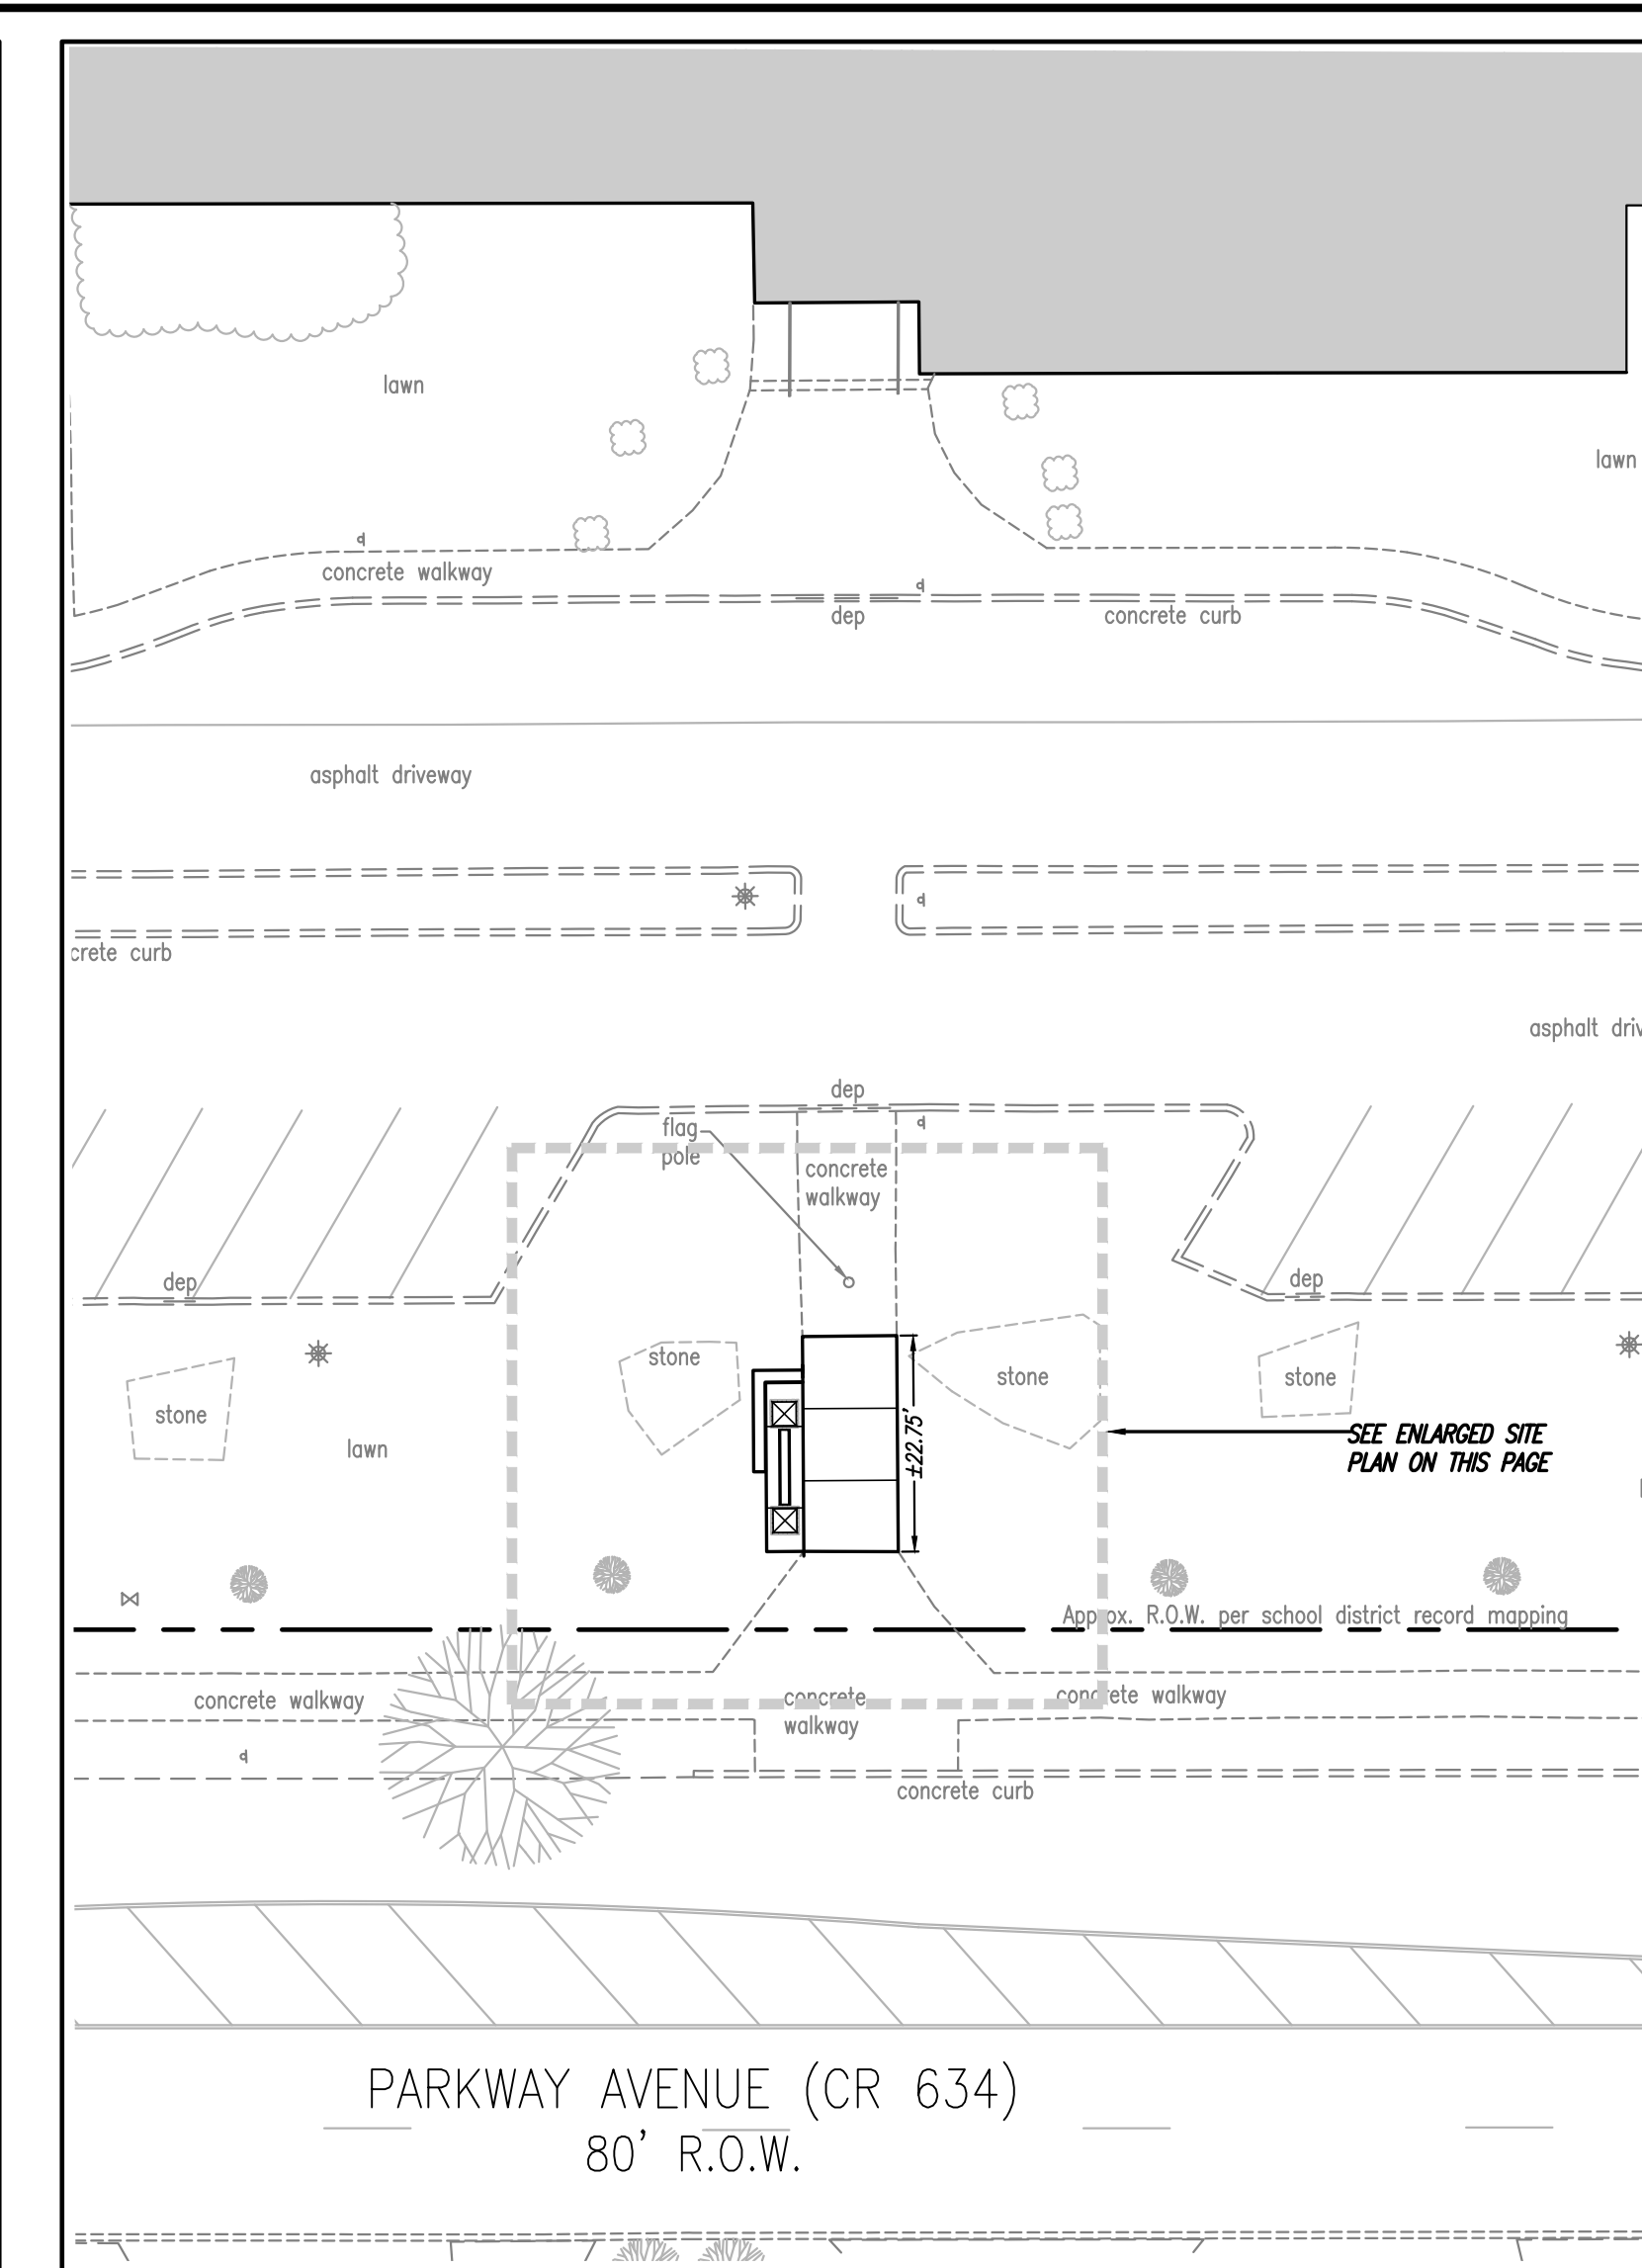 lawn
lawn
concrete walkway
dep
concrete curb
asphalt driveway
crete curb
asphalt driv
dep
flag
pole
concrete
walkway
dep
dep
stone
stone
stone
stone
lawn
±22.75'
SEE ENLARGED SITE
PLAN ON THIS PAGE
Approx. R.O.W. per school district record mapping
concrete walkway
concrete
walkway
concrete walkway
concrete curb
PARKWAY AVENUE (CR 634)
80' R.O.W.